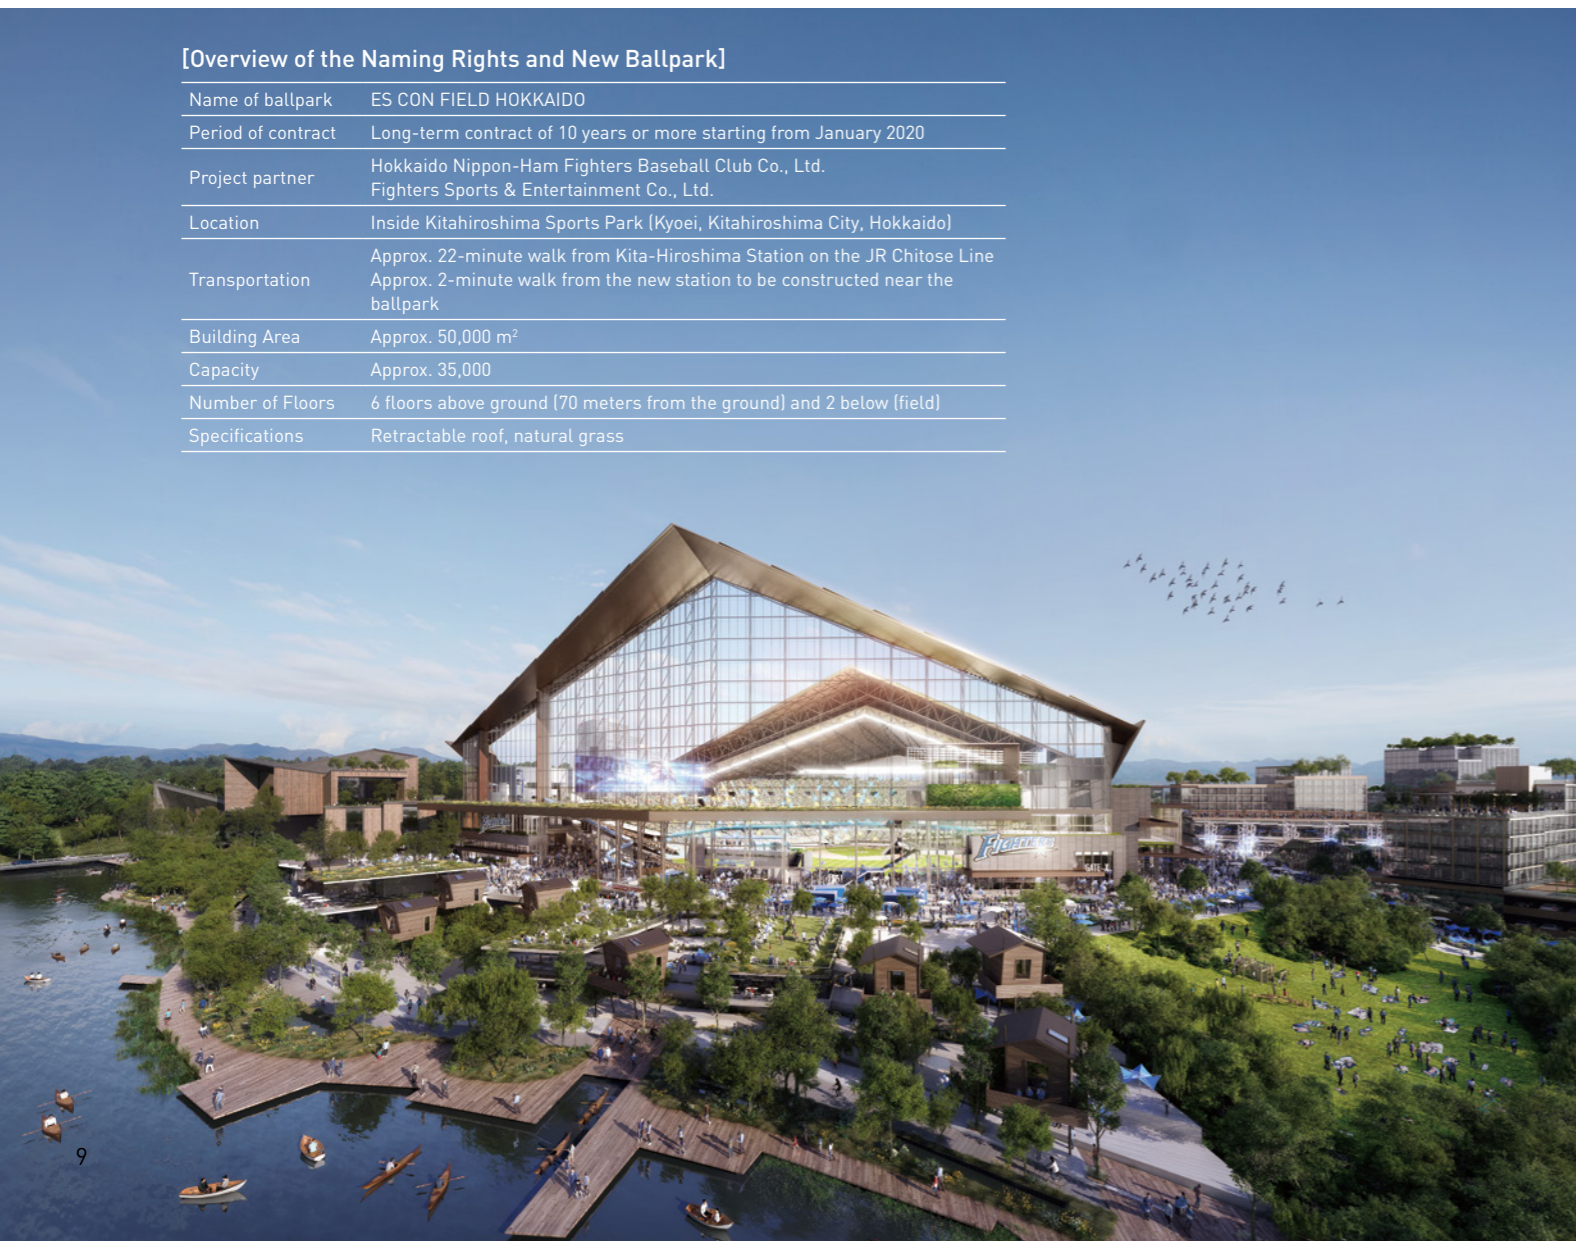 [Overview of the Naming Rights and New Ballpark]
Name of ballpark ES CON FIELD HOKKAIDO
Period of contract Long-term contract of 10 years or more starting from January 2020
Project partner Hokkaido Nippon-Ham Fighters Baseball Club Co., Ltd.
Fighters Sports & Entertainment Co., Ltd.
Location Inside Kitahiroshima Sports Park (Kyoei, Kitahiroshima City, Hokkaido)
Transportation Approx. 22-minute walk from Kita-Hiroshima Station on the JR Chitose Line
Approx. 2-minute walk from the new station to be constructed near the
ballpark
Building Area Approx. 50,000 m²
Capacity Approx. 35,000
Number of Floors 6 floors above ground (70 meters from the ground) and 2 below (field)
Specifications Retractable roof, natural grass
FIGHTERS
9